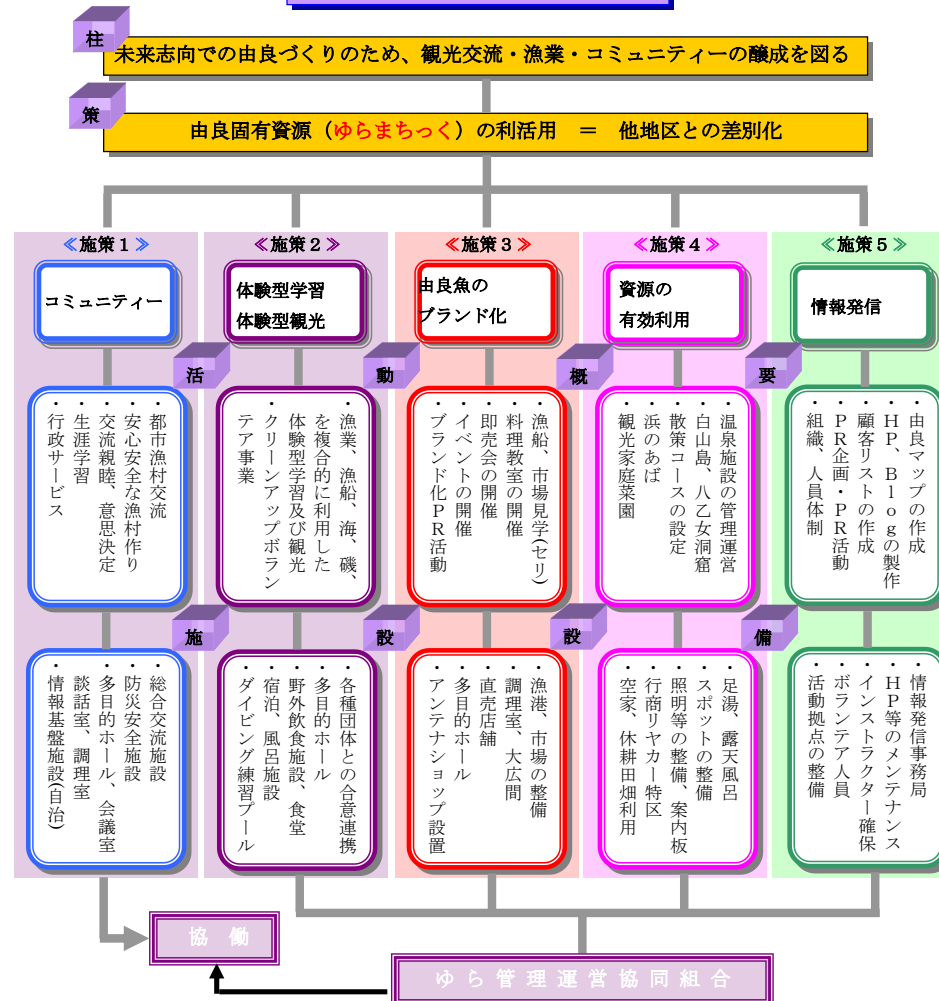 柱
未来志向での由良づくりのため、観光交流・漁業・コミュニティーの醸成を図る
策
由良固有資源（ゆらまちっく）の利活用　＝　他地区との差別化
≪施策１≫
コミュニティー
≪施策２≫
体験型学習
体験型観光
≪施策３≫
由良魚の
ブランド化
≪施策４≫
資源の
有効利用
≪施策５≫
情報発信
活
動
概
要
・都市漁村交流
・安心安全な漁村作り
・交流親睦、意思決定
・生涯学習
・行政サービス
・漁業、漁船、海、磯、
を複合的に利用した
体験型学習及び観光
・クリーンアップボラン
テア事業
・漁船、市場見学(セリ)
・料理教室の開催
・即売会の開催
・イベントの開催
・ブランド化ＰＲ活動
・温泉施設の管理運営
・白山島、八乙女洞窟
・散策コースの設定
・浜のあば
・観光家庭菜園
・由良マップの作成
・ＨＰ、Ｂｌｏｇの製作
・顧客リストの作成
・ＰＲ企画・ＰＲ活動
・組織、人員体制
施
設
設
備
・総合交流施設
・防災安全施設
・多目的ホール、会議室
・談話室、調理室
・情報基盤施設(自治)
・各種団体との合意連携
・多目的ホール
・野外飲食施設、食堂
・宿泊、風呂施設
・ダイビング練習プール
・漁港、市場の整備
・調理室、大広間
・直売店舗
・多目的ホール
・アンテナショップ設置
・足湯、露天風呂
・スポットの整備
・照明等の整備、案内板
・行商リヤカー特区
・空家、休耕田畑利用
・情報発信事務局
・ＨＰ等のメンテナンス
・インストラクター確保
・ボランテア人員
・活動拠点の整備
協働
ゆら管理運営協同組合